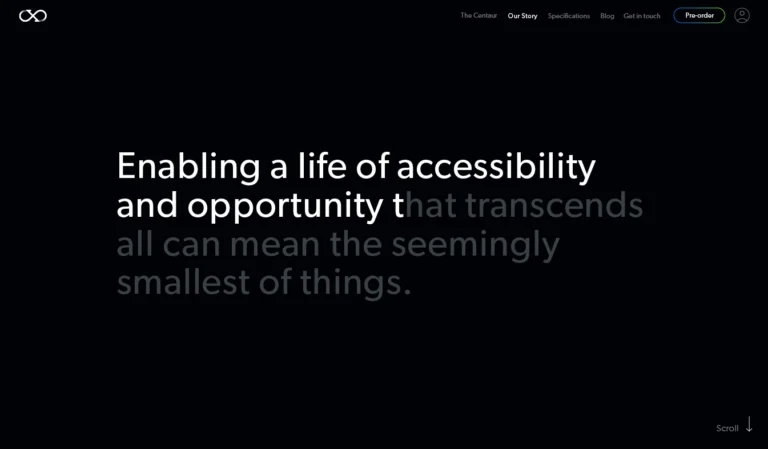 The Centaur
Our Story
Specifications
Blog
Get in touch
Pre-order
Enabling a life of accessibility
and opportunity that transcends
all can mean the seemingly
smallest of things.
Scroll